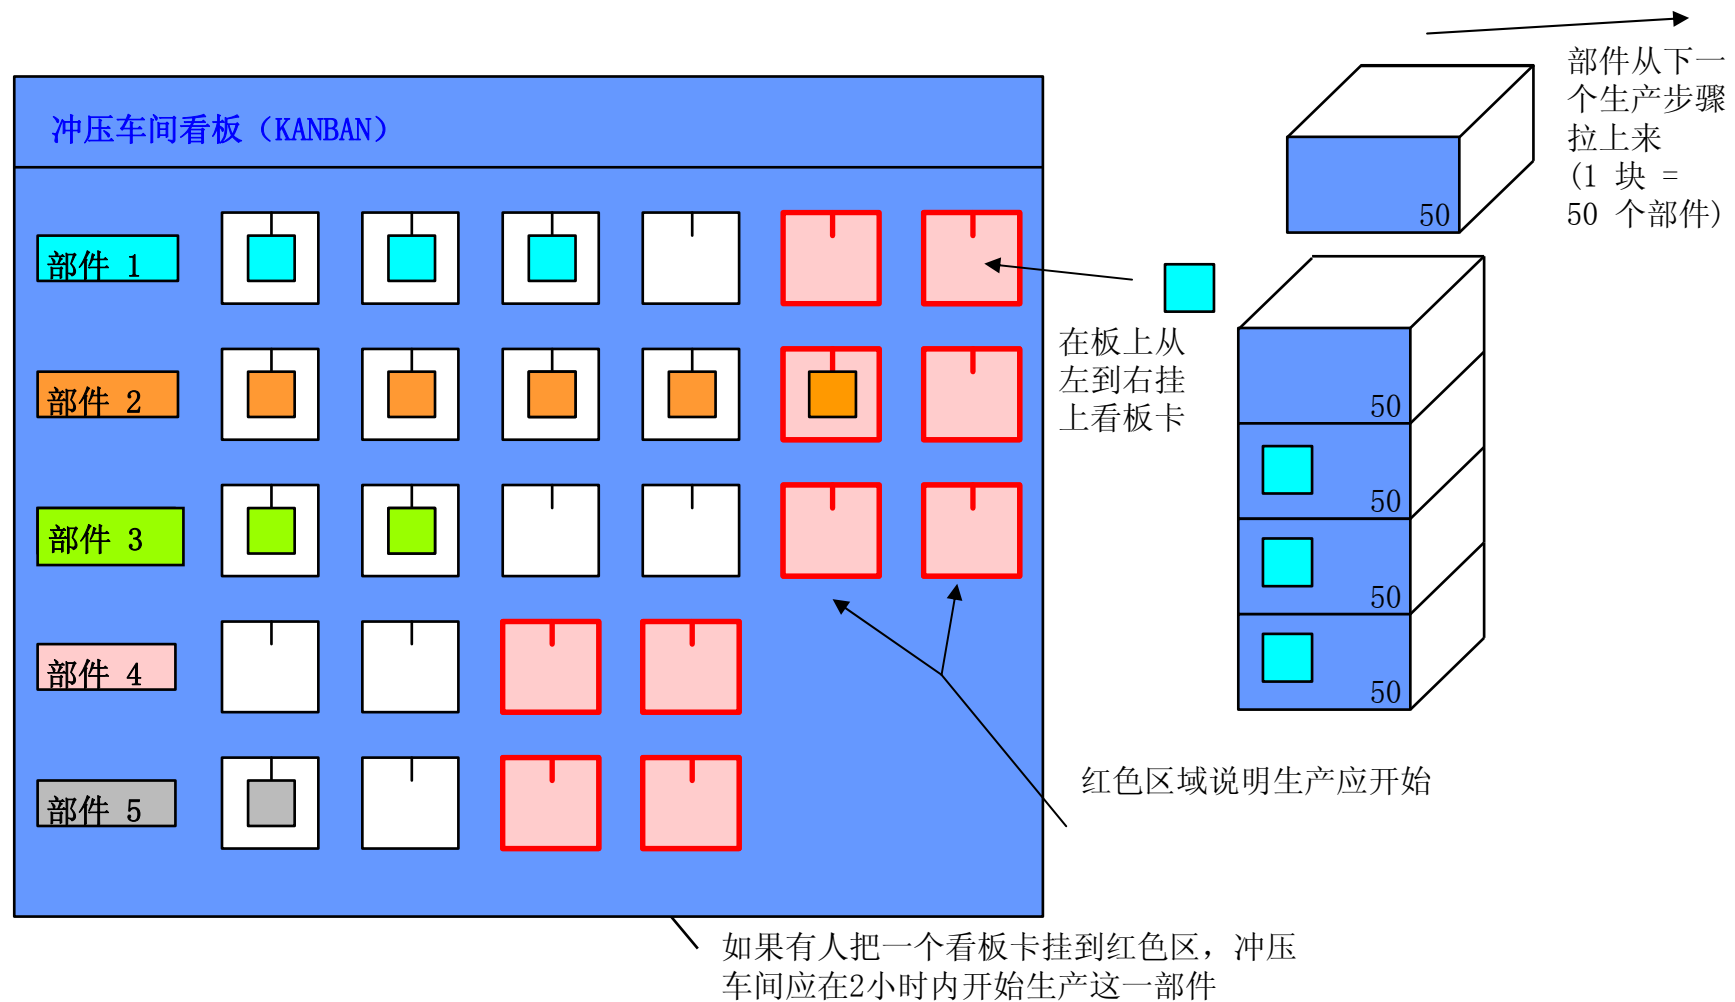 部件从下一
个生产步骤
拉上来
(1 块 =
50 个部件)
冲压车间看板（KANBAN）
50
部件 1
在板上从
左到右挂
上看板卡
部件 2
50
50
部件 3
50
部件 4
50
红色区域说明生产应开始
部件 5
如果有人把一个看板卡挂到红色区，冲压
车间应在2小时内开始生产这一部件